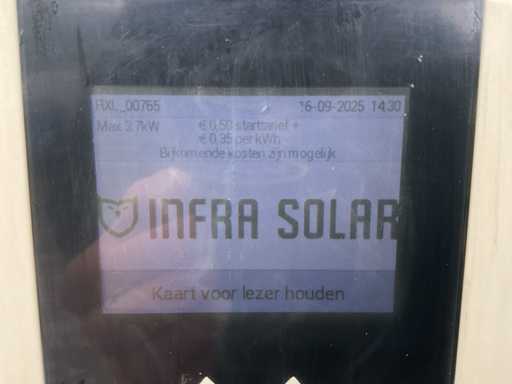 RXL_00765 16-09-2025 14:30
Max 3.7kW € 0,50 starttarief +
€ 0,35 per kWh
Bijkomende kosten zijn mogelijk
INFRA SOLAR
Kaart voor lezer houden